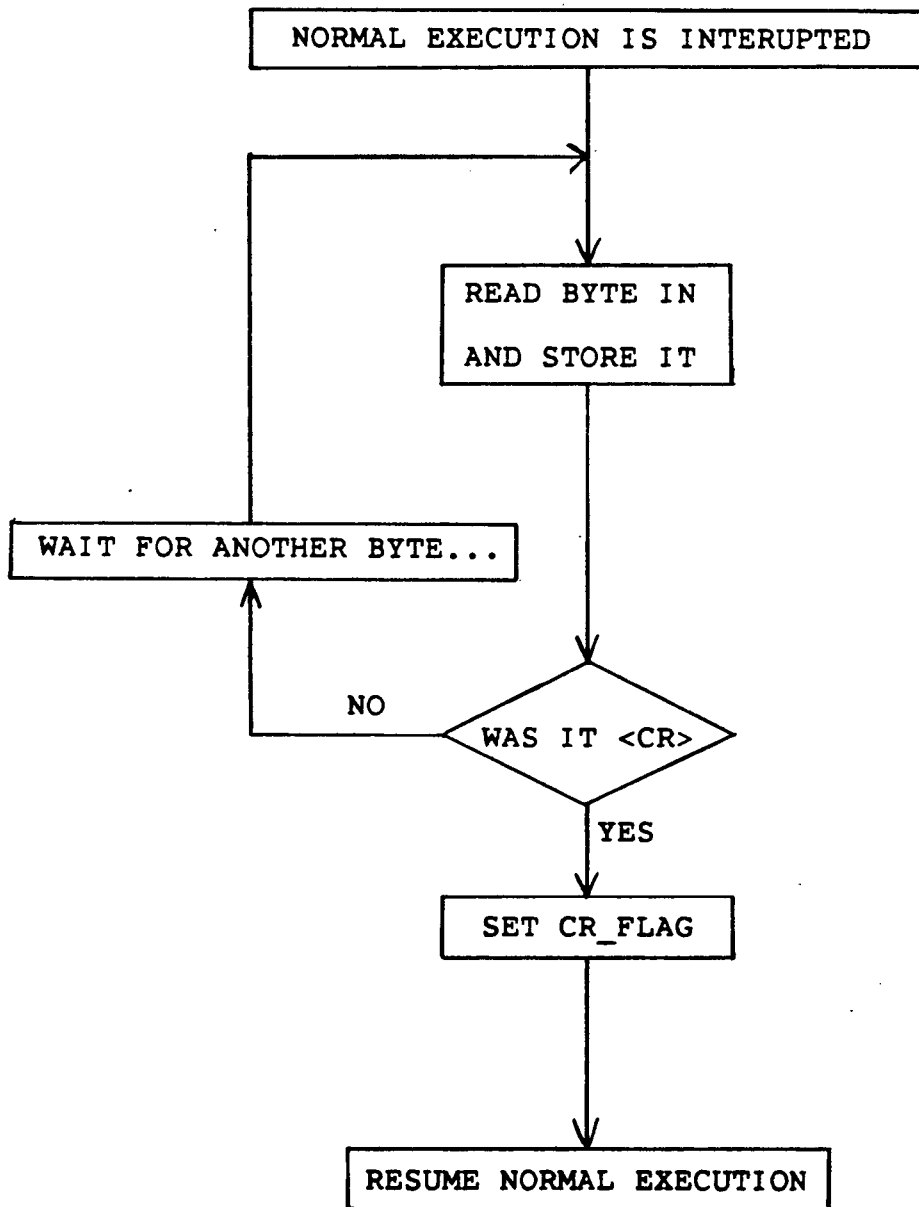 NORMAL EXECUTION IS INTERUPTED
READ BYTE IN
AND STORE IT
WAIT FOR ANOTHER BYTE...
NO
WAS IT <CR>
YES
SET CR_FLAG
RESUME NORMAL EXECUTION